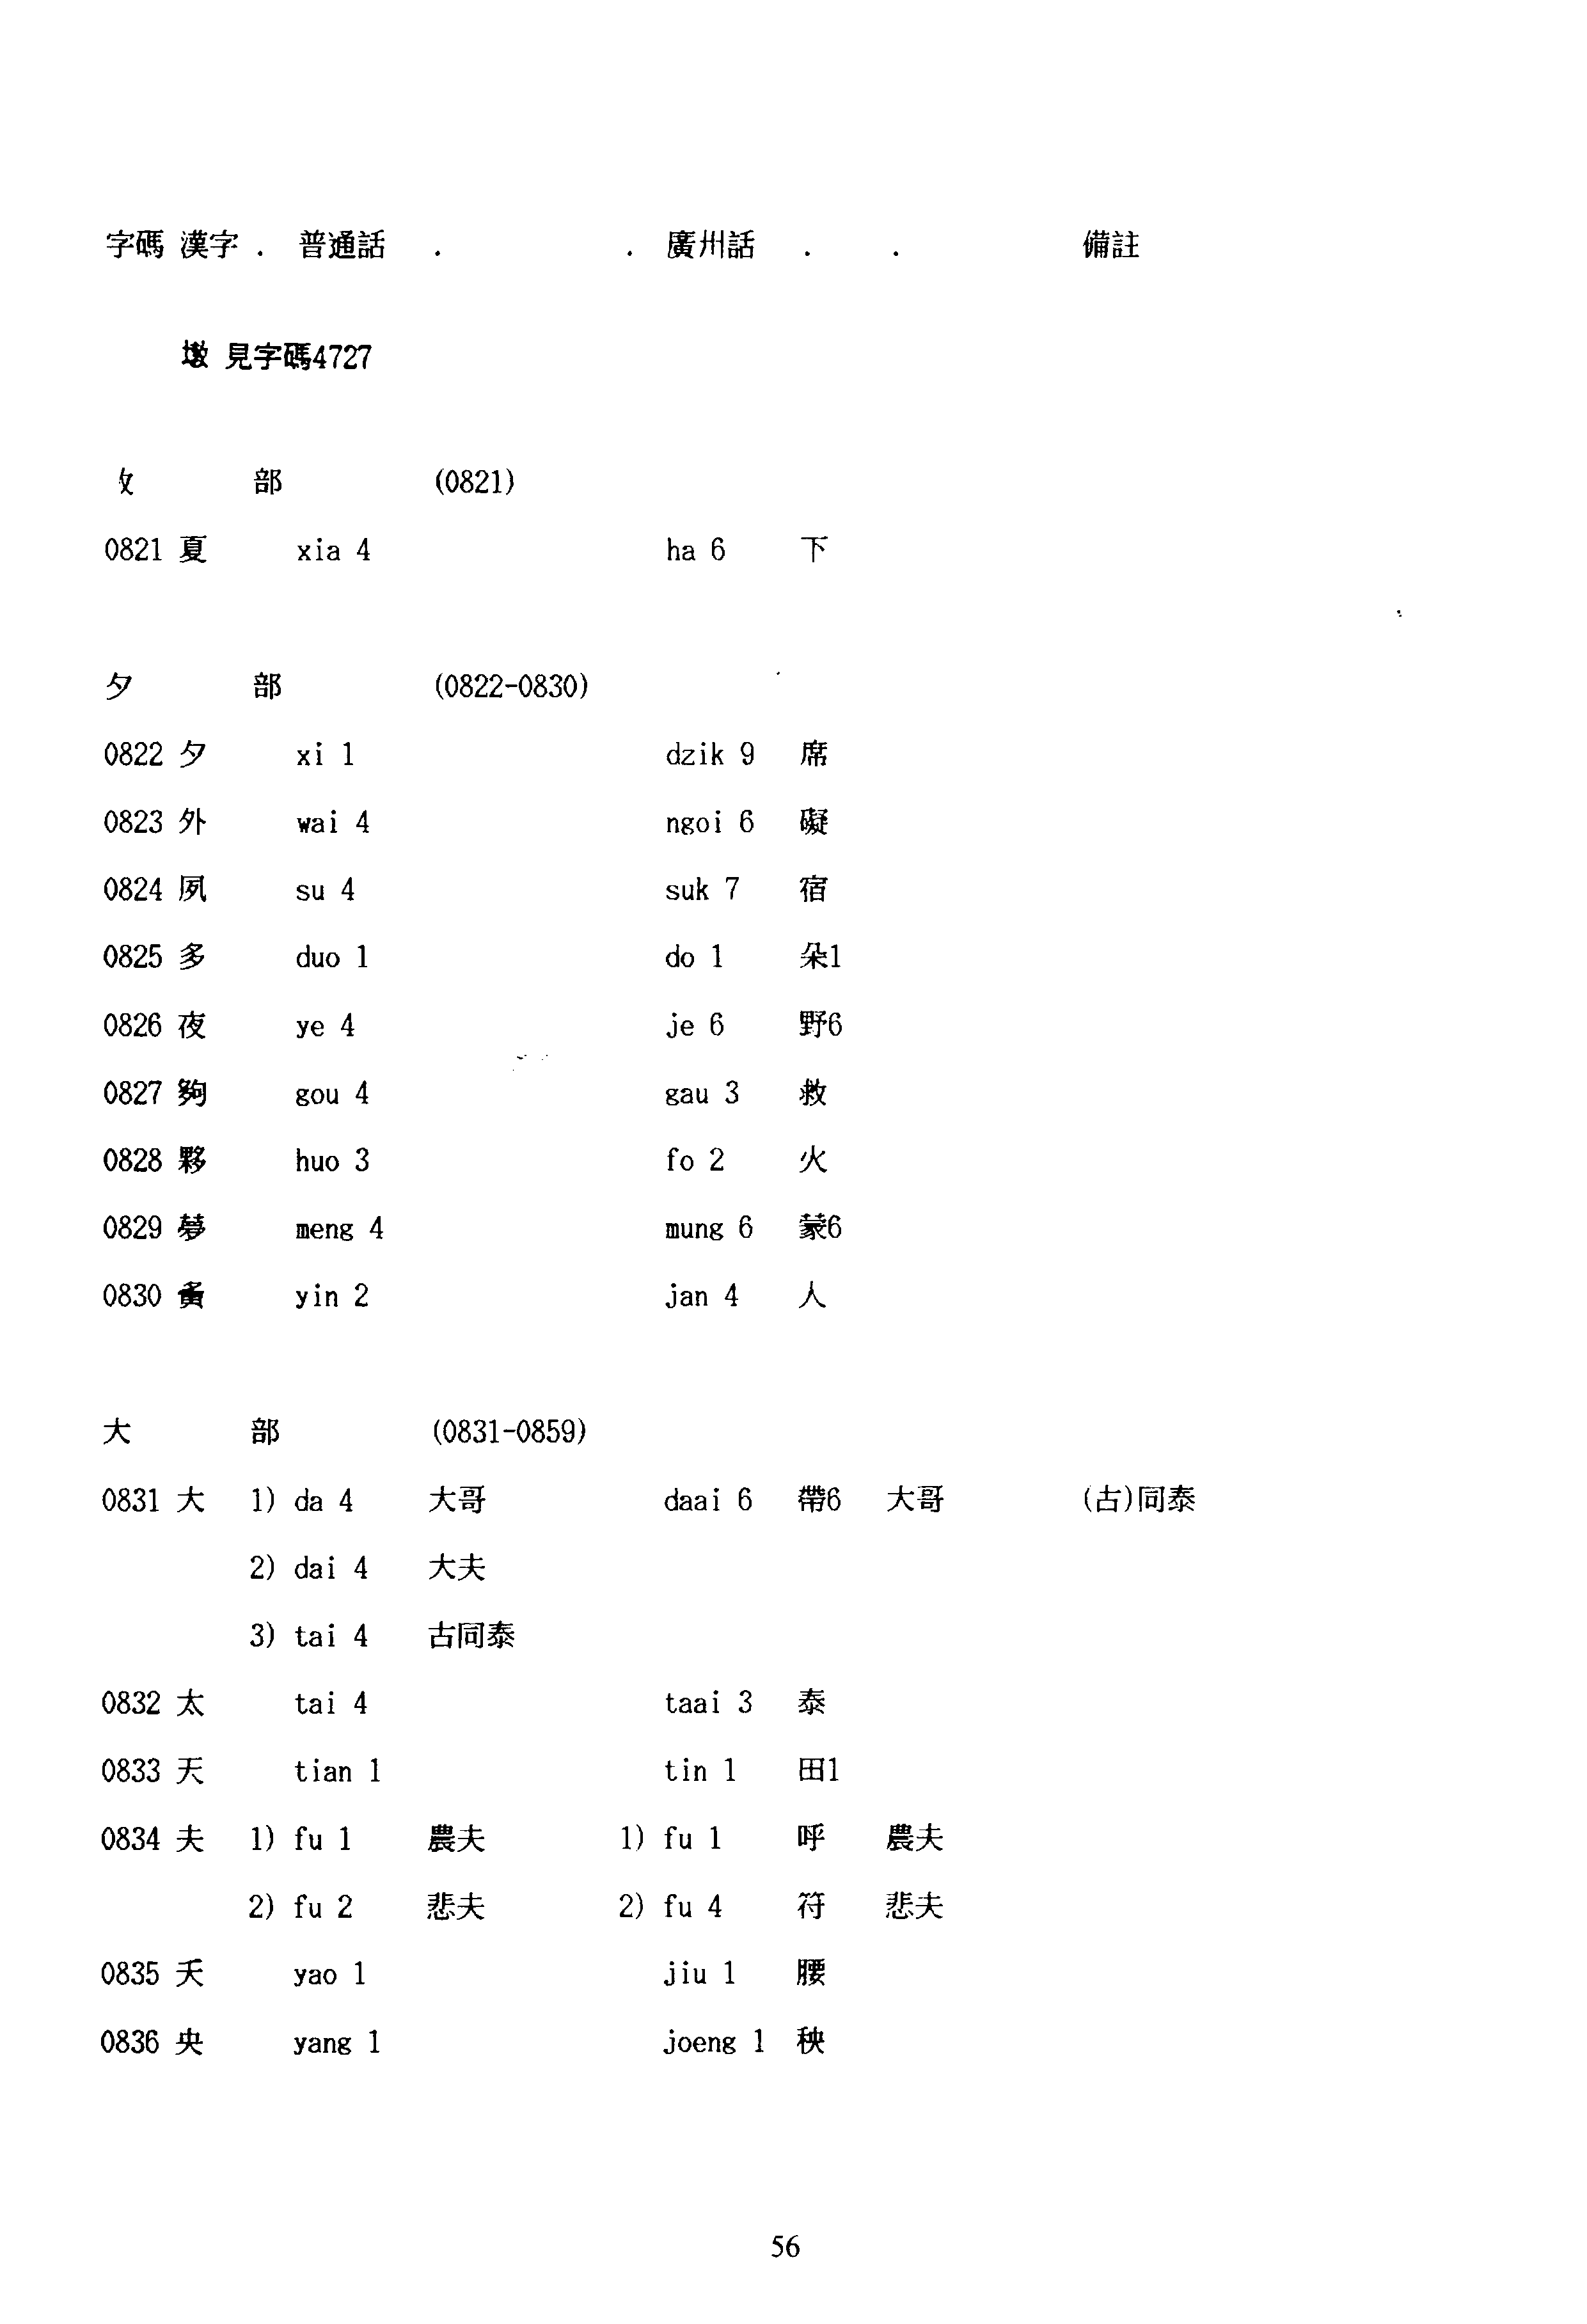 字碼 漢字 . 普通話 . . 廣州話 . . 備註
見字碼4727
部 (0821)
0821 夏 xia 4 ha 6 下
夕 部 (0822-0830)
0822 夕 xi 1 dzik 9 席
0823 外 wai 4 ngoi 6 礙
0824 夙 su 4 suk 7 宿
0825 多 duo 1 do 1 朵1
0826 夜 ye 4 je 6 野6
0827 夠 gou 4 gau 3 救
0828 夥 huo 3 fo 2 火
0829 夢 meng 4 mung 6 蒙6
0830 夤 yin 2 jan 4 人
大 部 (0831-0859)
0831 大 1) da 4 大哥 daai 6 帶6 大哥 (古)同泰
2) dai 4 大夫
3) tai 4 古同泰
0832 太 tai 4 taai 3 泰
0833 天 tian 1 tin 1 田1
0834 夫 1) fu 1 農夫 1) fu 1 呼 農夫
2) fu 2 悲夫 2) fu 4 符 悲夫
0835 夭 yao 1 jiu 1 腰
0836 央 yang 1 joeng 1 秧
56